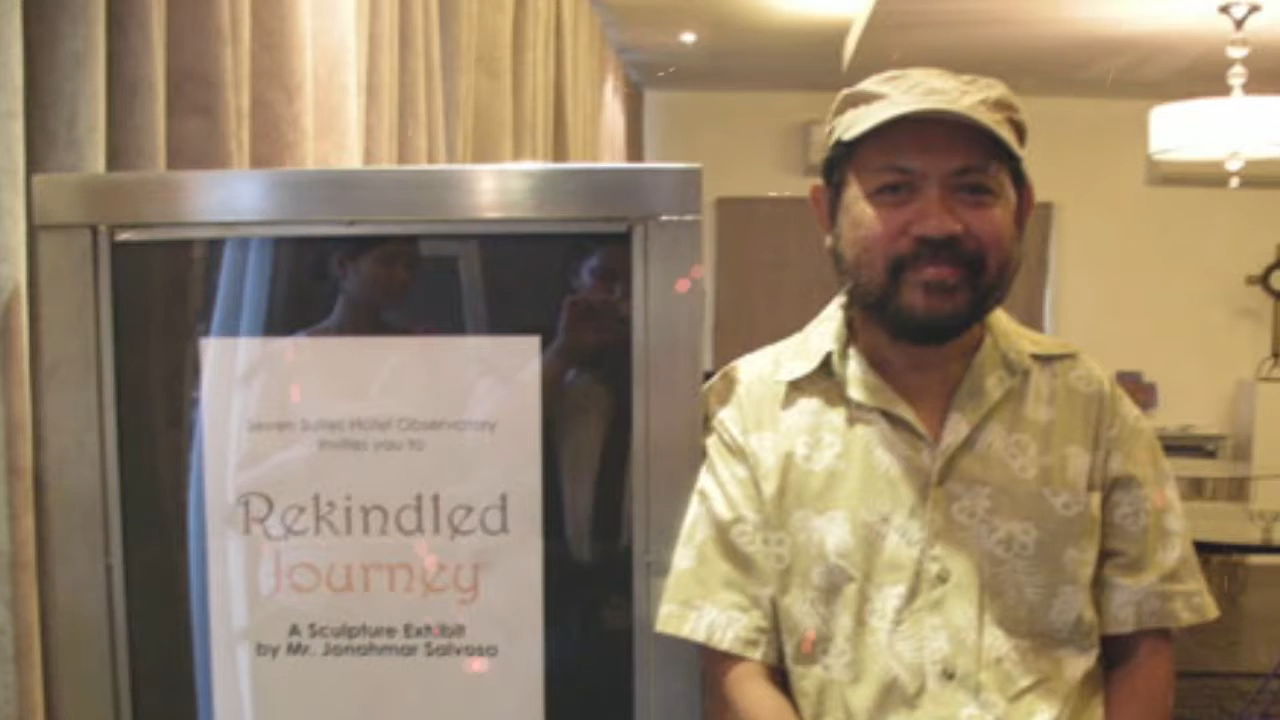 Seven Suites Hotel Observatory
invites you to
Rekindled
Journey
A Sculpture Exhibit
by Mr. Jonahmar Salvosa